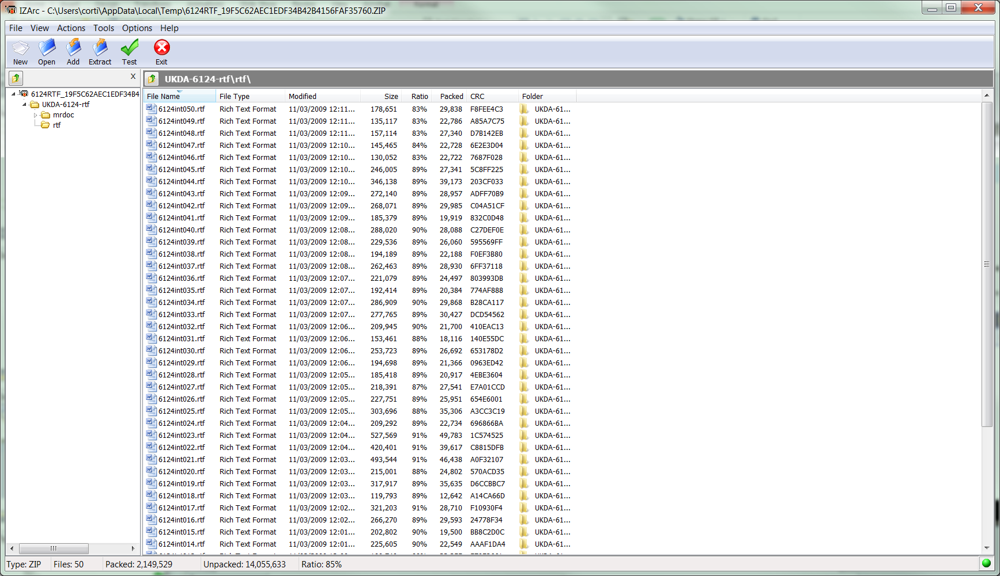 IZArc - C:\Users\corti\AppData\Local\Temp\6124RTF_19F5C62AEC1EDF34B42B4156FAF35760.ZIP
File View Actions Tools Options Help
New Open Add Extract Test Exit
X
UKDA-6124-rtf\rtf\
6124RTF_19F5C62AEC1EDF34B4
UKDA-6124-rtf
mrdoc
rtf
File Name File Type Modified Size Ratio Packed CRC Folder
6124int050.rtf Rich Text Format 11/03/2009 12:11... 178,651 83% 29,838 F8FEE4C3 UKDA-61...
6124int049.rtf Rich Text Format 11/03/2009 12:11... 135,117 83% 22,786 A85A7C75 UKDA-61...
6124int048.rtf Rich Text Format 11/03/2009 12:11... 157,114 83% 27,340 D7B142EB UKDA-61...
6124int047.rtf Rich Text Format 11/03/2009 12:10... 145,465 84% 22,728 6E2E3D04 UKDA-61...
6124int046.rtf Rich Text Format 11/03/2009 12:10... 130,052 83% 22,722 7687F028 UKDA-61...
6124int045.rtf Rich Text Format 11/03/2009 12:10... 246,005 89% 27,341 5C8FF225 UKDA-61...
6124int044.rtf Rich Text Format 11/03/2009 12:10... 346,138 89% 39,173 203CF033 UKDA-61...
6124int043.rtf Rich Text Format 11/03/2009 12:09... 272,140 89% 28,957 ADFF70B9 UKDA-61...
6124int042.rtf Rich Text Format 11/03/2009 12:09... 268,071 89% 29,985 C04A51CF UKDA-61...
6124int041.rtf Rich Text Format 11/03/2009 12:09... 185,379 89% 19,919 832C0D48 UKDA-61...
6124int040.rtf Rich Text Format 11/03/2009 12:08... 288,020 90% 28,088 C27DEF0E UKDA-61...
6124int039.rtf Rich Text Format 11/03/2009 12:08... 229,536 89% 26,060 595569FF UKDA-61...
6124int038.rtf Rich Text Format 11/03/2009 12:08... 194,189 89% 22,188 F0EF3B80 UKDA-61...
6124int037.rtf Rich Text Format 11/03/2009 12:08... 262,463 89% 28,930 6FF37118 UKDA-61...
6124int036.rtf Rich Text Format 11/03/2009 12:07... 221,079 89% 24,497 803993DB UKDA-61...
6124int035.rtf Rich Text Format 11/03/2009 12:07... 192,414 89% 20,384 774AF888 UKDA-61...
6124int034.rtf Rich Text Format 11/03/2009 12:07... 286,909 90% 29,868 B28CA117 UKDA-61...
6124int033.rtf Rich Text Format 11/03/2009 12:07... 277,765 89% 30,427 DCD54562 UKDA-61...
6124int032.rtf Rich Text Format 11/03/2009 12:06... 209,945 90% 21,700 410EAC13 UKDA-61...
6124int031.rtf Rich Text Format 11/03/2009 12:06... 153,461 88% 18,116 140E55DC UKDA-61...
6124int030.rtf Rich Text Format 11/03/2009 12:06... 253,723 89% 26,692 653178D2 UKDA-61...
6124int029.rtf Rich Text Format 11/03/2009 12:06... 194,698 89% 21,366 0963ED42 UKDA-61...
6124int028.rtf Rich Text Format 11/03/2009 12:05... 185,418 89% 20,917 4EBE3604 UKDA-61...
6124int027.rtf Rich Text Format 11/03/2009 12:05... 218,391 87% 27,541 E7A01CCD UKDA-61...
6124int026.rtf Rich Text Format 11/03/2009 12:05... 227,751 89% 25,951 654E6001 UKDA-61...
6124int025.rtf Rich Text Format 11/03/2009 12:05... 303,696 88% 35,306 A3CC3C19 UKDA-61...
6124int024.rtf Rich Text Format 11/03/2009 12:04... 209,292 89% 22,734 696866BA UKDA-61...
6124int023.rtf Rich Text Format 11/03/2009 12:04... 527,569 91% 49,783 1C574525 UKDA-61...
6124int022.rtf Rich Text Format 11/03/2009 12:04... 420,401 91% 39,617 C8815DFB UKDA-61...
6124int021.rtf Rich Text Format 11/03/2009 12:03... 493,544 91% 46,438 A0F32107 UKDA-61...
6124int020.rtf Rich Text Format 11/03/2009 12:03... 215,001 88% 24,802 570ACD35 UKDA-61...
6124int019.rtf Rich Text Format 11/03/2009 12:03... 317,917 89% 35,635 D6CCBBC7 UKDA-61...
6124int018.rtf Rich Text Format 11/03/2009 12:03... 119,793 89% 12,642 A14CA66D UKDA-61...
6124int017.rtf Rich Text Format 11/03/2009 12:02... 321,203 91% 28,710 F10930F4 UKDA-61...
6124int016.rtf Rich Text Format 11/03/2009 12:02... 266,270 89% 29,593 24778F34 UKDA-61...
6124int015.rtf Rich Text Format 11/03/2009 12:01... 202,802 90% 19,500 BB8C2D0C UKDA-61...
6124int014.rtf Rich Text Format 11/03/2009 12:01... 225,605 90% 22,549 AAAF1DA4 UKDA-61...
Type: ZIP Files: 50 Packed: 2,149,529 Unpacked: 14,055,633 Ratio: 85%